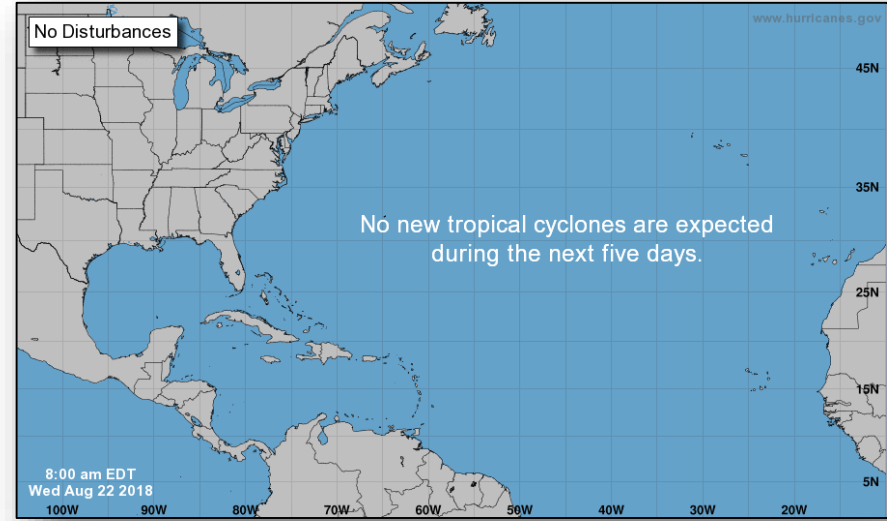 No Disturbances
www.hurricanes.gov
45N
35N
No new tropical cyclones are expected
during the next five days.
25N
15N
5N
8:00 am EDT
Wed Aug 22 2018
100W 90W 80W 70W 60W 50W 40W 30W 20W